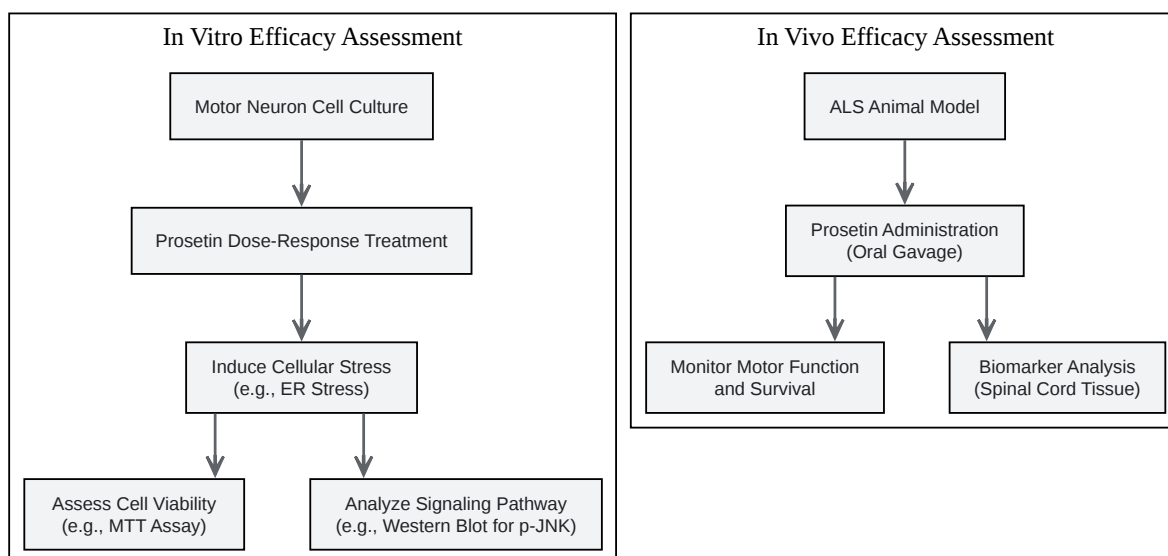 In Vitro Efficacy Assessment
Motor Neuron Cell Culture
Prosetin Dose-Response Treatment
Induce Cellular Stress
(e.g., ER Stress)
Assess Cell Viability
(e.g., MTT Assay)
Analyze Signaling Pathway
(e.g., Western Blot for p-JNK)
In Vivo Efficacy Assessment
ALS Animal Model
Prosetin Administration
(Oral Gavage)
Monitor Motor Function
and Survival
Biomarker Analysis
(Spinal Cord Tissue)